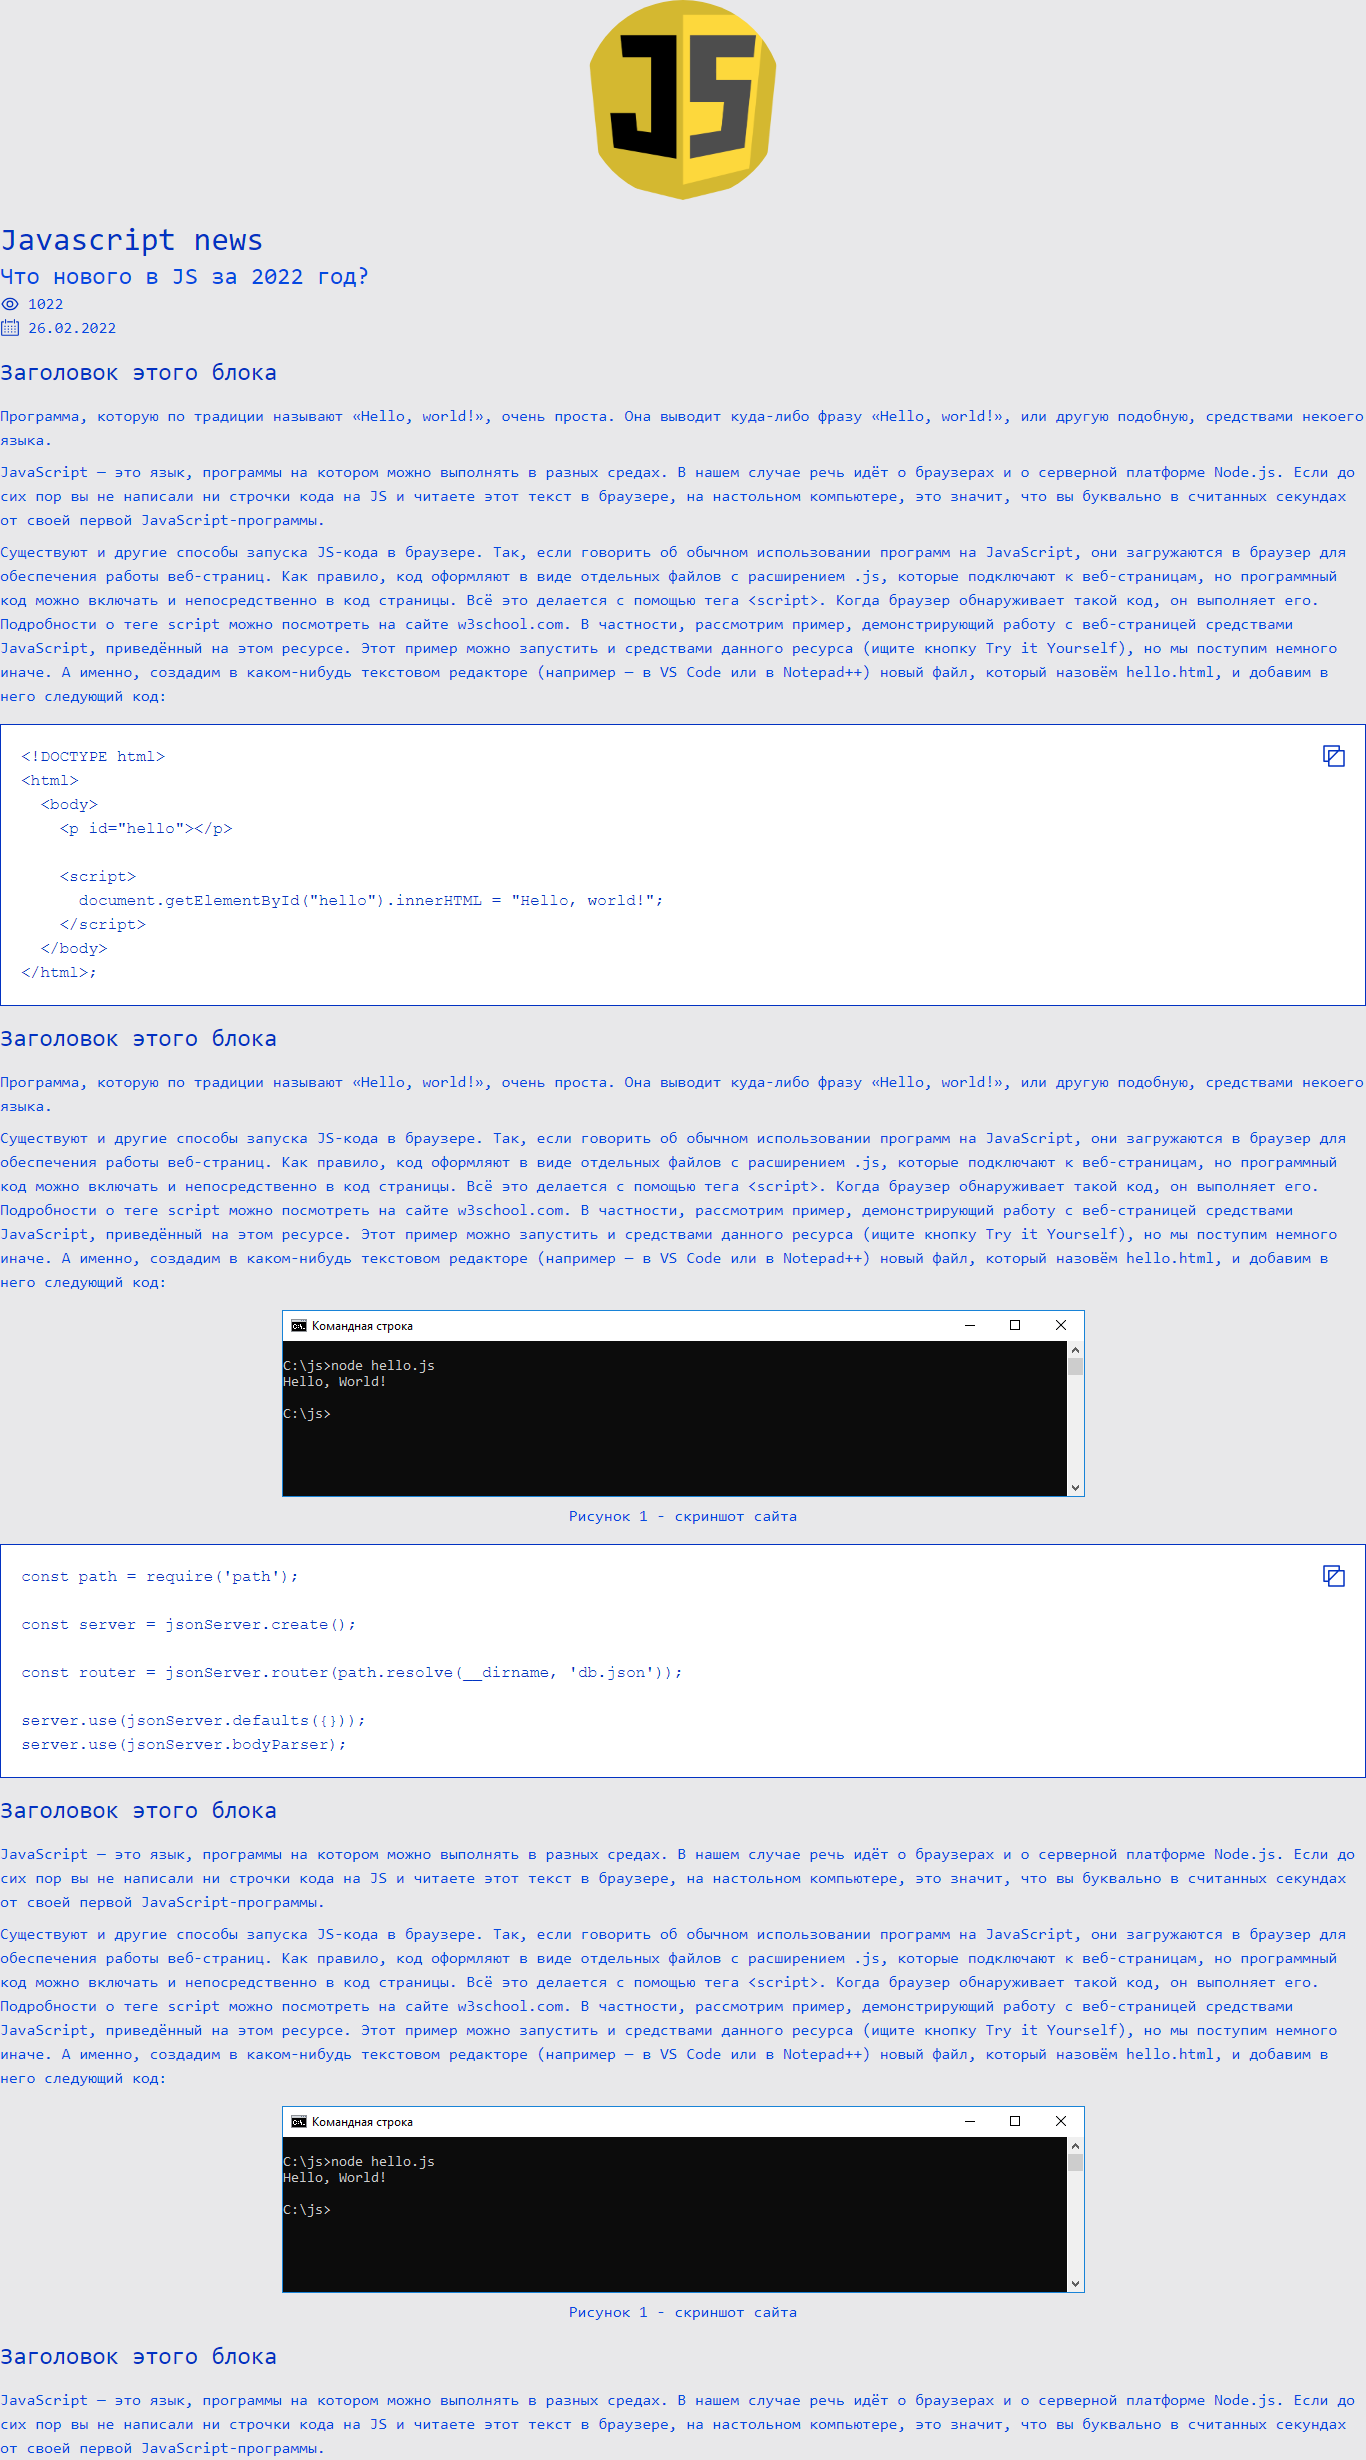 JS
Javascript news
Что нового в JS за 2022 год?
1022
26.02.2022
Заголовок этого блока
Программа, которую по традиции называют «Hello, world!», очень проста. Она выводит куда-либо фразу «Hello, world!», или другую подобную, средствами некоего
языка.
JavaScript — это язык, программы на котором можно выполнять в разных средах. В нашем случае речь идёт о браузерах и о серверной платформе Node.js. Если до
сих пор вы не написали ни строчки кода на JS и читаете этот текст в браузере, на настольном компьютере, это значит, что вы буквально в считанных секундах
от своей первой JavaScript-программы.
Существуют и другие способы запуска JS-кода в браузере. Так, если говорить об обычном использовании программ на JavaScript, они загружаются в браузер для
обеспечения работы веб-страниц. Как правило, код оформляют в виде отдельных файлов с расширением .js, которые подключают к веб-страницам, но программный
код можно включать и непосредственно в код страницы. Всё это делается с помощью тега <script>. Когда браузер обнаруживает такой код, он выполняет его.
Подробности о теге script можно посмотреть на сайте w3school.com. В частности, рассмотрим пример, демонстрирующий работу с веб-страницей средствами
JavaScript, приведённый на этом ресурсе. Этот пример можно запустить и средствами данного ресурса (ищите кнопку Try it Yourself), но мы поступим немного
иначе. А именно, создадим в каком-нибудь текстовом редакторе (например — в VS Code или в Notepad++) новый файл, который назовём hello.html, и добавим в
него следующий код:
<!DOCTYPE html>
<html>
  <body>
    <p id="hello"></p>
    <script>
      document.getElementById("hello").innerHTML = "Hello, world!";
    </script>
  </body>
</html>;
Заголовок этого блока
Программа, которую по традиции называют «Hello, world!», очень проста. Она выводит куда-либо фразу «Hello, world!», или другую подобную, средствами некоего
языка.
Существуют и другие способы запуска JS-кода в браузере. Так, если говорить об обычном использовании программ на JavaScript, они загружаются в браузер для
обеспечения работы веб-страниц. Как правило, код оформляют в виде отдельных файлов с расширением .js, которые подключают к веб-страницам, но программный
код можно включать и непосредственно в код страницы. Всё это делается с помощью тега <script>. Когда браузер обнаруживает такой код, он выполняет его.
Подробности о теге script можно посмотреть на сайте w3school.com. В частности, рассмотрим пример, демонстрирующий работу с веб-страницей средствами
JavaScript, приведённый на этом ресурсе. Этот пример можно запустить и средствами данного ресурса (ищите кнопку Try it Yourself), но мы поступим немного
иначе. А именно, создадим в каком-нибудь текстовом редакторе (например — в VS Code или в Notepad++) новый файл, который назовём hello.html, и добавим в
него следующий код:
Командная строка
C:\js>node hello.js
Hello, World!
C:\js>
Рисунок 1 - скриншот сайта
const path = require('path');
const server = jsonServer.create();
const router = jsonServer.router(path.resolve(__dirname, 'db.json'));
server.use(jsonServer.defaults({}));
server.use(jsonServer.bodyParser);
Заголовок этого блока
JavaScript — это язык, программы на котором можно выполнять в разных средах. В нашем случае речь идёт о браузерах и о серверной платформе Node.js. Если до
сих пор вы не написали ни строчки кода на JS и читаете этот текст в браузере, на настольном компьютере, это значит, что вы буквально в считанных секундах
от своей первой JavaScript-программы.
Существуют и другие способы запуска JS-кода в браузере. Так, если говорить об обычном использовании программ на JavaScript, они загружаются в браузер для
обеспечения работы веб-страниц. Как правило, код оформляют в виде отдельных файлов с расширением .js, которые подключают к веб-страницам, но программный
код можно включать и непосредственно в код страницы. Всё это делается с помощью тега <script>. Когда браузер обнаруживает такой код, он выполняет его.
Подробности о теге script можно посмотреть на сайте w3school.com. В частности, рассмотрим пример, демонстрирующий работу с веб-страницей средствами
JavaScript, приведённый на этом ресурсе. Этот пример можно запустить и средствами данного ресурса (ищите кнопку Try it Yourself), но мы поступим немного
иначе. А именно, создадим в каком-нибудь текстовом редакторе (например — в VS Code или в Notepad++) новый файл, который назовём hello.html, и добавим в
него следующий код:
Командная строка
C:\js>node hello.js
Hello, World!
C:\js>
Рисунок 1 - скриншот сайта
Заголовок этого блока
JavaScript — это язык, программы на котором можно выполнять в разных средах. В нашем случае речь идёт о браузерах и о серверной платформе Node.js. Если до
сих пор вы не написали ни строчки кода на JS и читаете этот текст в браузере, на настольном компьютере, это значит, что вы буквально в считанных секундах
от своей первой JavaScript-программы.